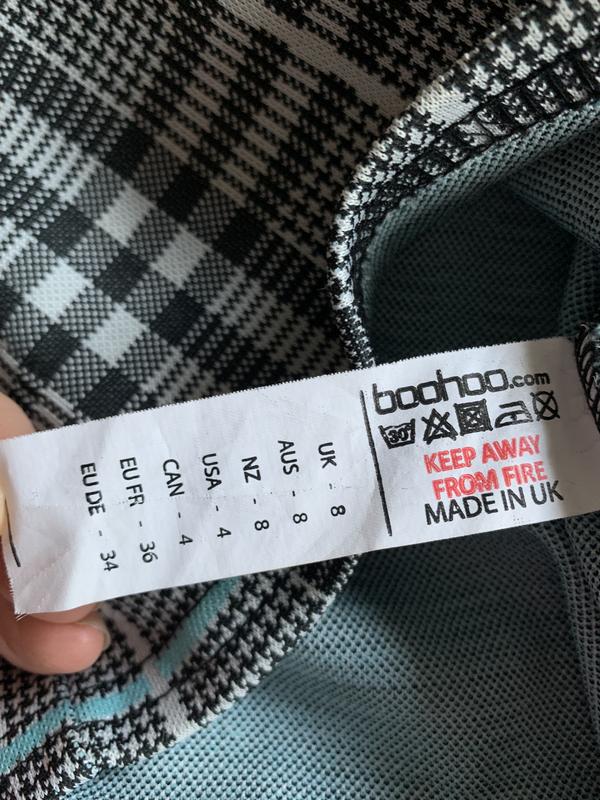 boohoo.com
30°
KEEP AWAY
FROM FIRE
MADE IN UK
UK - 8
AUS - 8
NZ - 8
USA - 4
CAN - 4
EU FR - 36
EU DE - 34